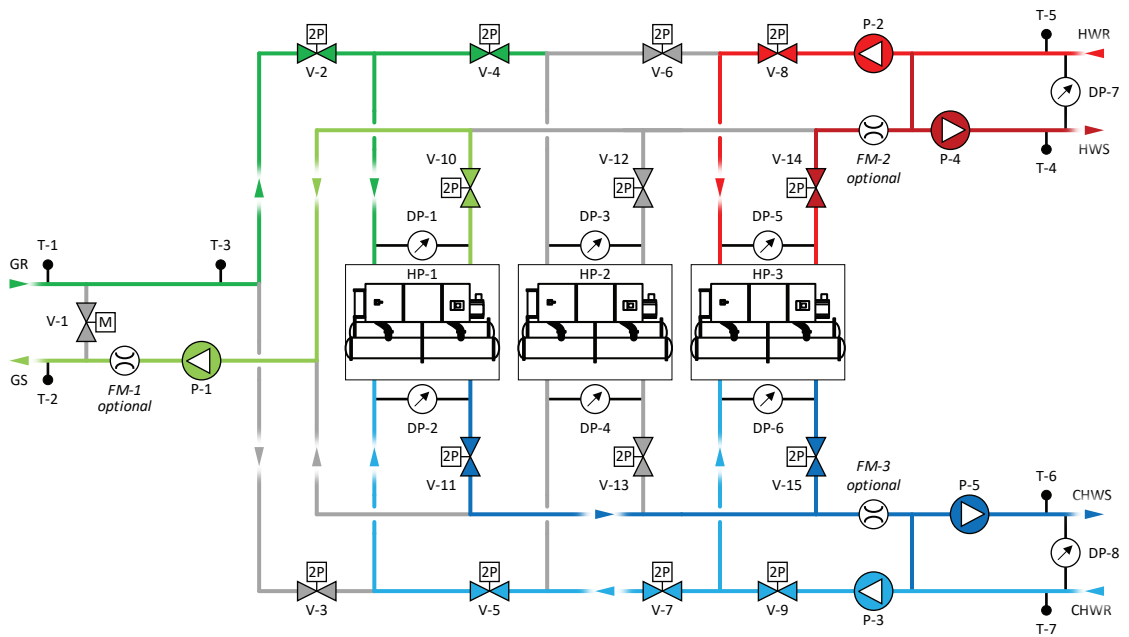 2P
2P
2P
2P
P-2
T-5
HWR
V-2
V-4
V-6
V-8
DP-7
V-10
V-12
V-14
FM-2
optional
P-4
T-4
HWS
2P
2P
2P
DP-1
DP-3
DP-5
T-1
T-3
GR
HP-1
HP-2
HP-3
V-1
M
GS
T-2
FM-1
optional
P-1
DP-2
DP-4
DP-6
2P
2P
2P
V-11
V-13
V-15
FM-3
optional
P-5
T-6
CHWS
DP-8
2P
2P
2P
2P
V-3
V-5
V-7
V-9
P-3
T-7
CHWR